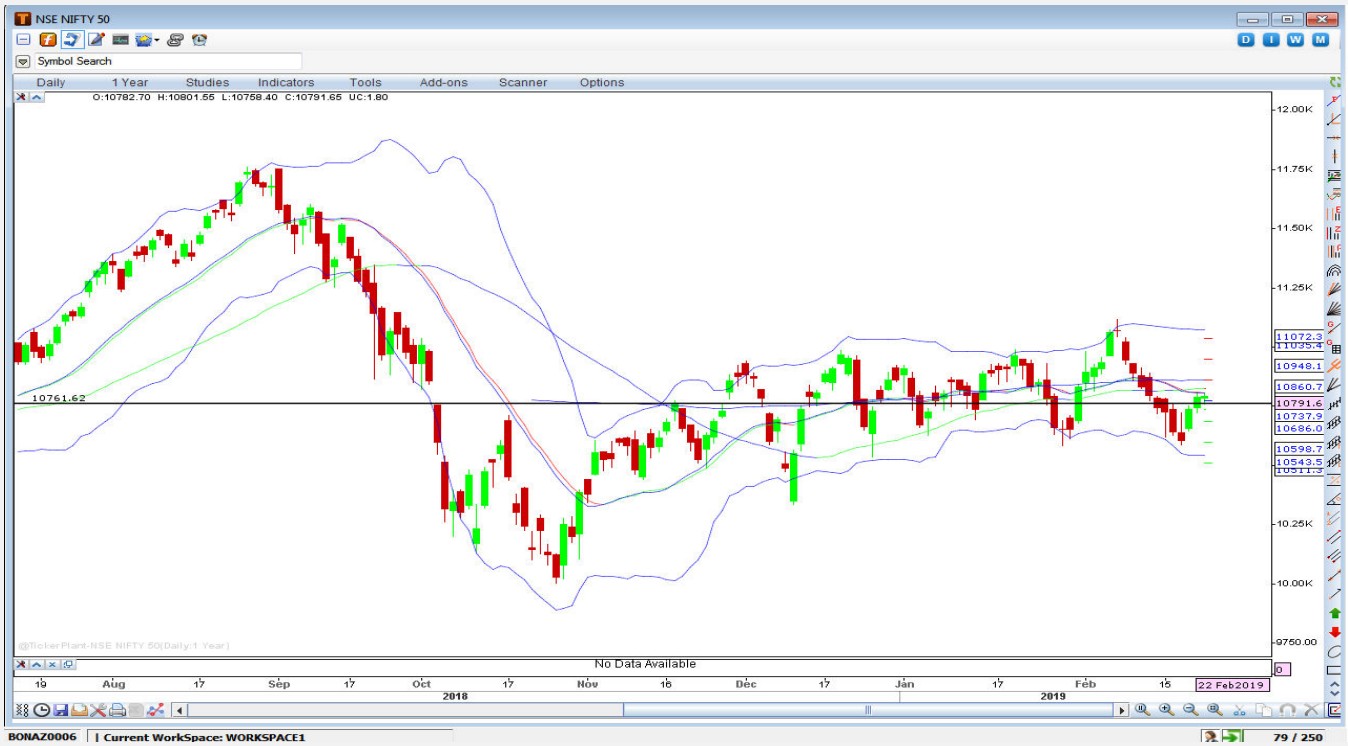 NSE NIFTY 50
D I W M
Symbol Search
Daily 1 Year Studies Indicators Tools Add-ons Scanner Options
O:10782.70 H:10801.55 L:10758.40 C:10791.65 UC:1.80
12.00K
11.75K
11.50K
11.25K
11072.3
11035.4
10948.1
10860.7
10761.62
10791.6
10737.9
10686.0
10598.7
10543.5
10511.3
10.25K
10.00K
9750.00
@TickerPlant-NSE NIFTY 50(Daily:1 Year)
No Data Available
0
19 Aug 17 Sep 17 Oct 17 Nov 16 Dec 17 Jan 17 Feb 15 22 Feb2019
2018 2019
BONAZ0006 | Current WorkSpace: WORKSPACE1 79 / 250